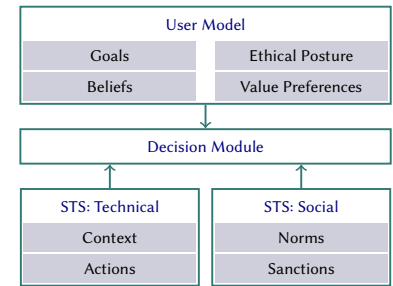 User Model
Goals Ethical Posture
Beliefs Value Preferences
Decision Module
STS: Technical STS: Social
Context Norms
Actions Sanctions